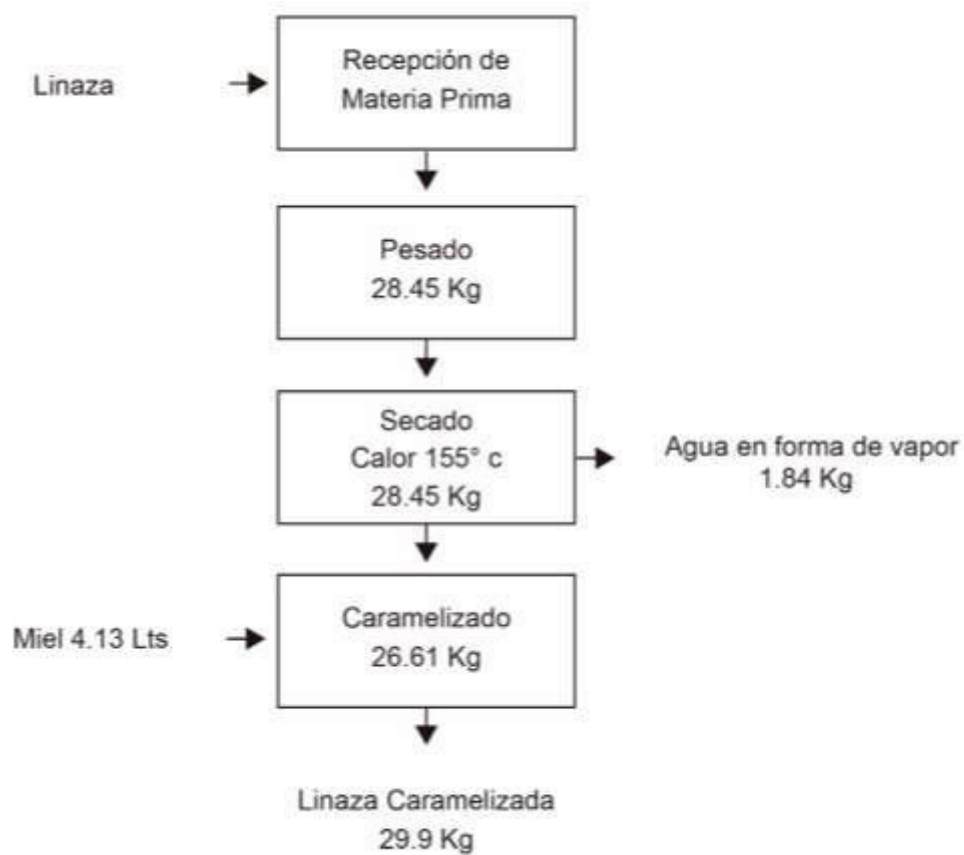 Linaza
Recepción de
Materia Prima
Pesado
28.45 Kg
Secado
Calor 155° c
28.45 Kg
Agua en forma de vapor
1.84 Kg
Miel 4.13 Lts
Caramelizado
26.61 Kg
Linaza Caramelizada
29.9 Kg